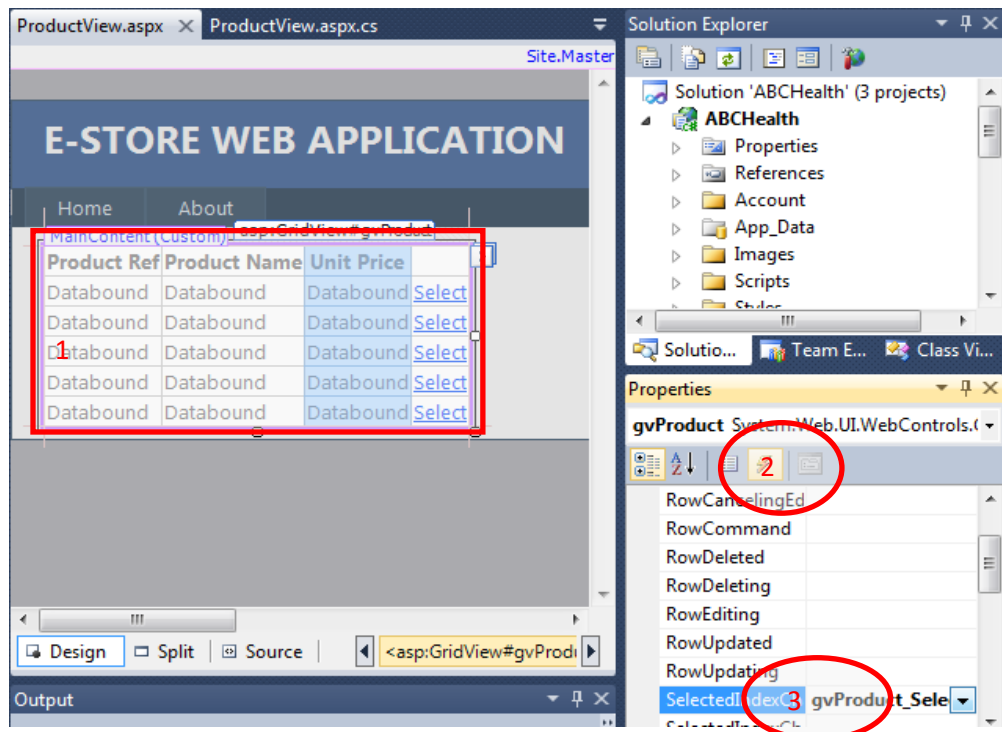 ProductView.aspx ProductView.aspx.cs
Site.Master
E-STORE WEB APPLICATION
Home About
MainContent (Custom) asp:GridView#gvProduct
Product Ref Product Name Unit Price
Databound Databound Databound Select
Databound Databound Databound Select
1 Databound Databound Databound Select
Databound Databound Databound Select
Databound Databound Databound Select
Design Split Source <asp:GridView#gvProdu
Output
Solution Explorer
Solution 'ABCHealth' (3 projects)
ABCHealth
Properties
References
Account
App_Data
Images
Scripts
Styles
Solutio... Team E... Class Vi...
Properties
gvProduct System.Web.UI.WebControls.(
2
RowCancelingEd
RowCommand
RowDeleted
RowDeleting
RowEditing
RowUpdated
RowUpdating
SelectedIndexC 3 gvProduct_Sele
SelectedIndexCh